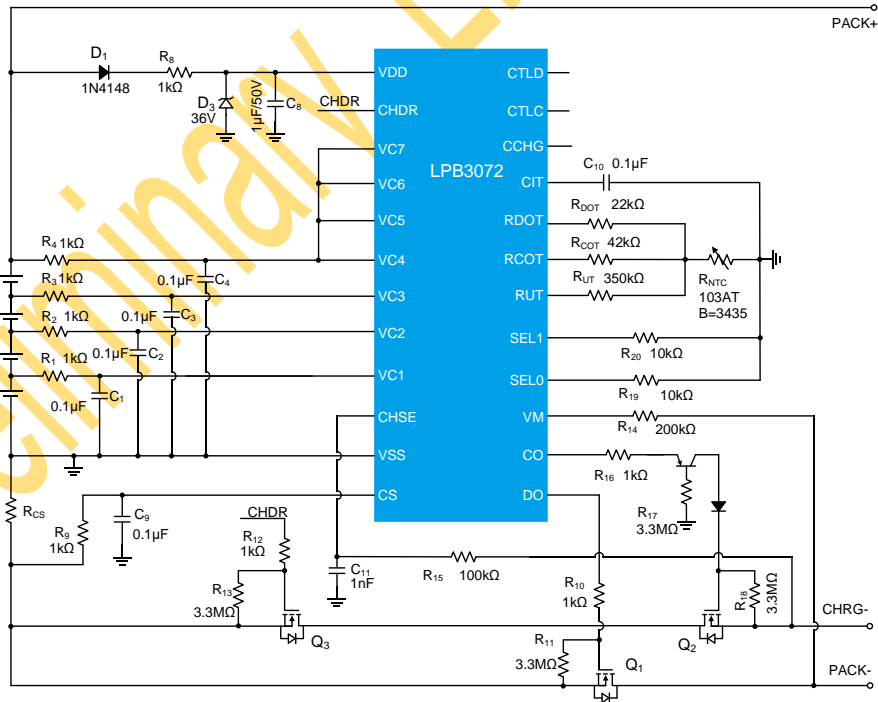 PACK+
D1
1N4148
R8
1kΩ
D3
36V
1μF/50V
C8
CHDR
VDD
CHDR
VC7
VC6
VC5
VC4
VC3
VC2
VC1
CHSE
VSS
CS
LPB3072
CTLD
CTLC
CCHG
CIT
RDOT
RCOT
RUT
SEL1
SEL0
VM
CO
DO
C10 0.1μF
RDOT 22kΩ
RCOT 42kΩ
RUT 350kΩ
RNTC
103AT
B=3435
R20 10kΩ
R19 10kΩ
R14 200kΩ
R16 1kΩ
R17
3.3MΩ
R4 1kΩ
0.1μF C4
R3 1kΩ
0.1μF C3
R2 1kΩ
0.1μF C2
R1 1kΩ
0.1μF C1
RCS
R9
1kΩ
C9
0.1μF
CHDR
R12
1kΩ
R13
3.3MΩ
C11
1nF
R15 100kΩ
R10
1kΩ
R18
3.3MΩ
CHRG-
Q3
Q2
R11
3.3MΩ
Q1
PACK-